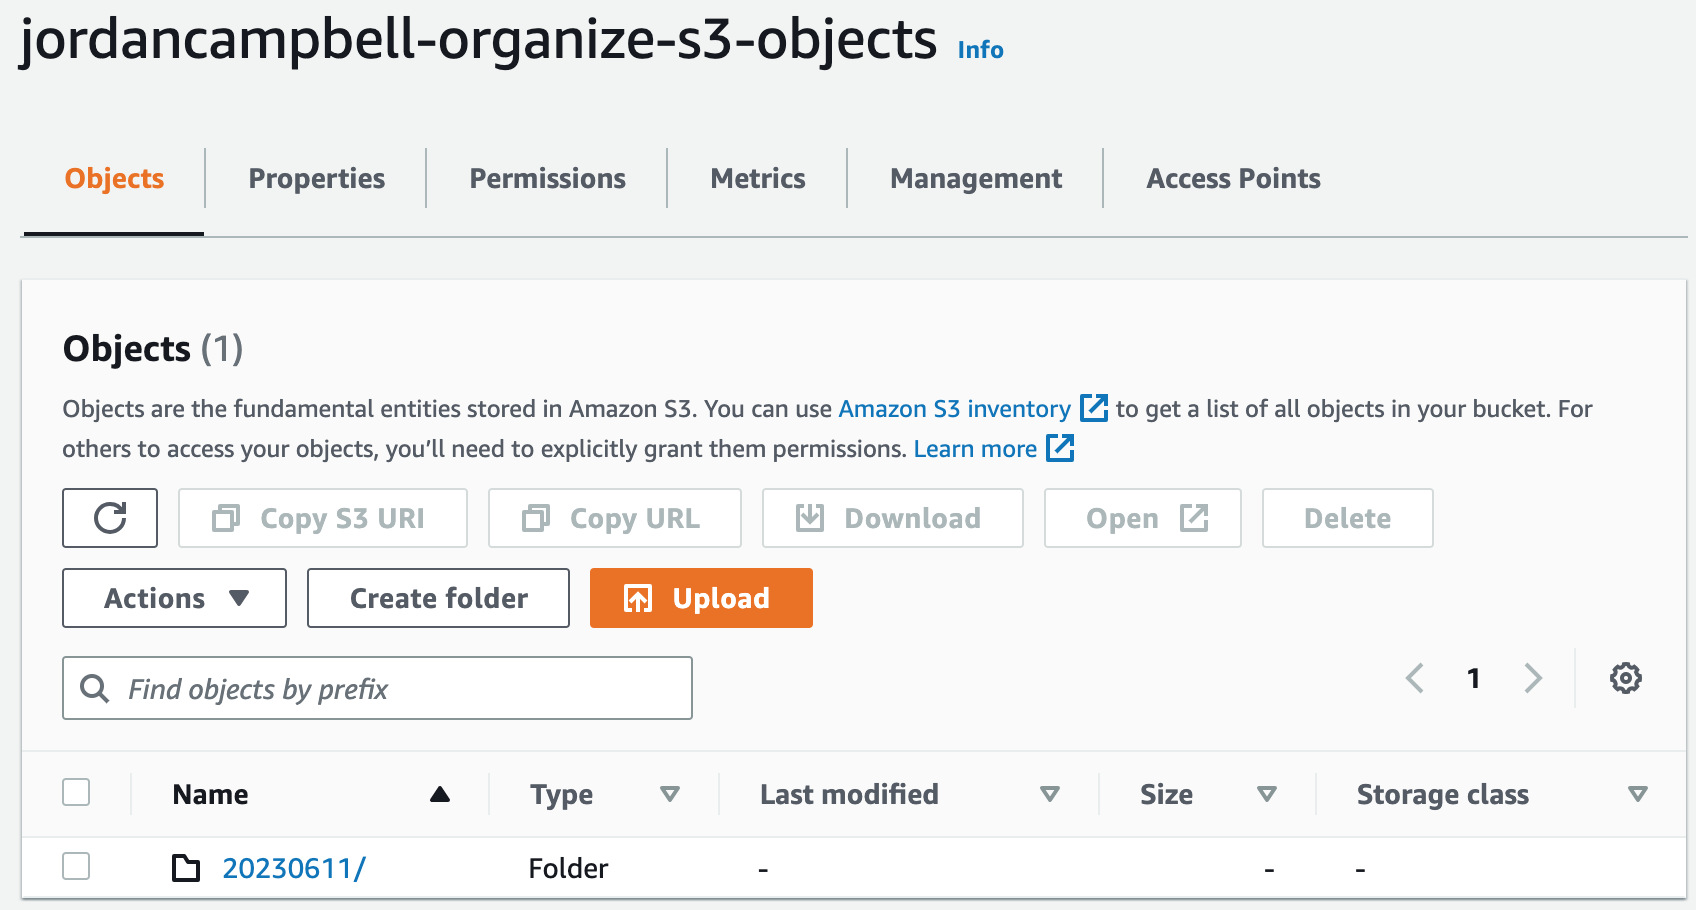 jordancampbell-organize-s3-objects Info
Objects Properties Permissions Metrics Management Access Points
Objects (1)
Objects are the fundamental entities stored in Amazon S3. You can use Amazon S3 inventory to get a list of all objects in your bucket. For
others to access your objects, you’ll need to explicitly grant them permissions. Learn more
Copy S3 URI Copy URL Download Open Delete
Actions Create folder Upload
Find objects by prefix 1
Name Type Last modified Size Storage class
20230611/ Folder - - -